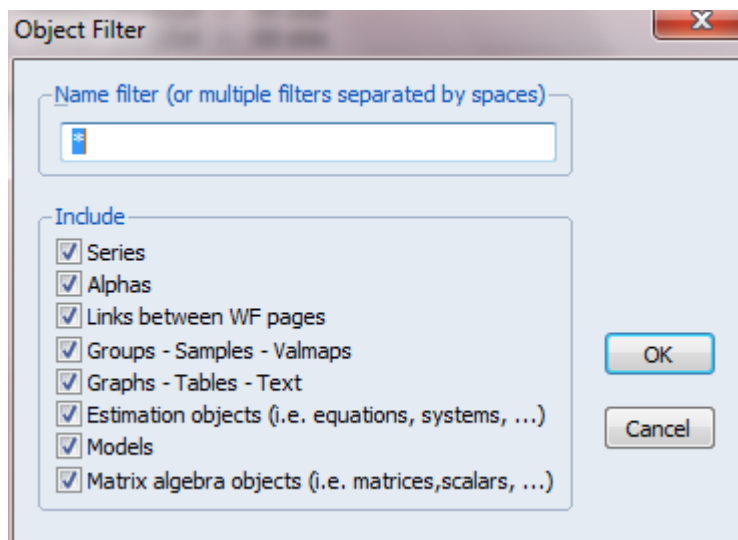 Object Filter
Name filter (or multiple filters separated by spaces)
*
Include
Series
Alphas
Links between WF pages
Groups - Samples - Valmaps
Graphs - Tables - Text
Estimation objects (i.e. equations, systems, ...)
Models
Matrix algebra objects (i.e. matrices,scalars, ...)
OK
Cancel